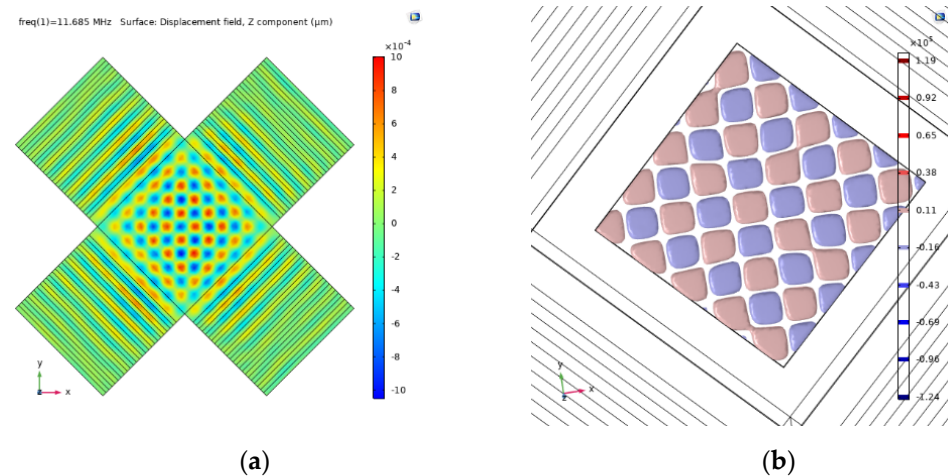 freq(1)=11.685 MHz   Surface: Displacement field, Z component (μm)
×10⁻⁴
10
8
6
4
2
0
-2
-4
-6
-8
-10
y
z
x
(a)
×10⁵
1.19
0.92
0.65
0.38
0.11
-0.16
-0.43
-0.69
-0.96
-1.24
y
z
x
(b)